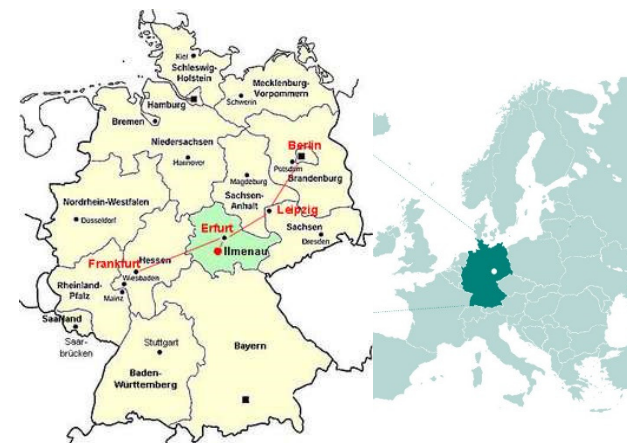 Kiel
Schleswig-
Holstein
Mecklenburg-
Vorpommern
Schwerin
Hamburg
Bremen
Niedersachsen
Hannover
Berlin
Potsdam
Brandenburg
Magdeburg
Sachsen-
Anhalt
Nordrhein-Westfalen
Düsseldorf
Leipzig
Erfurt
Sachsen
Dresden
Ilmenau
Hessen
Frankfurt
Wiesbaden
Rheinland-
Pfalz
Mainz
Saarland
Saar-
brücken
Stuttgart
Bayern
Baden-
Württemberg